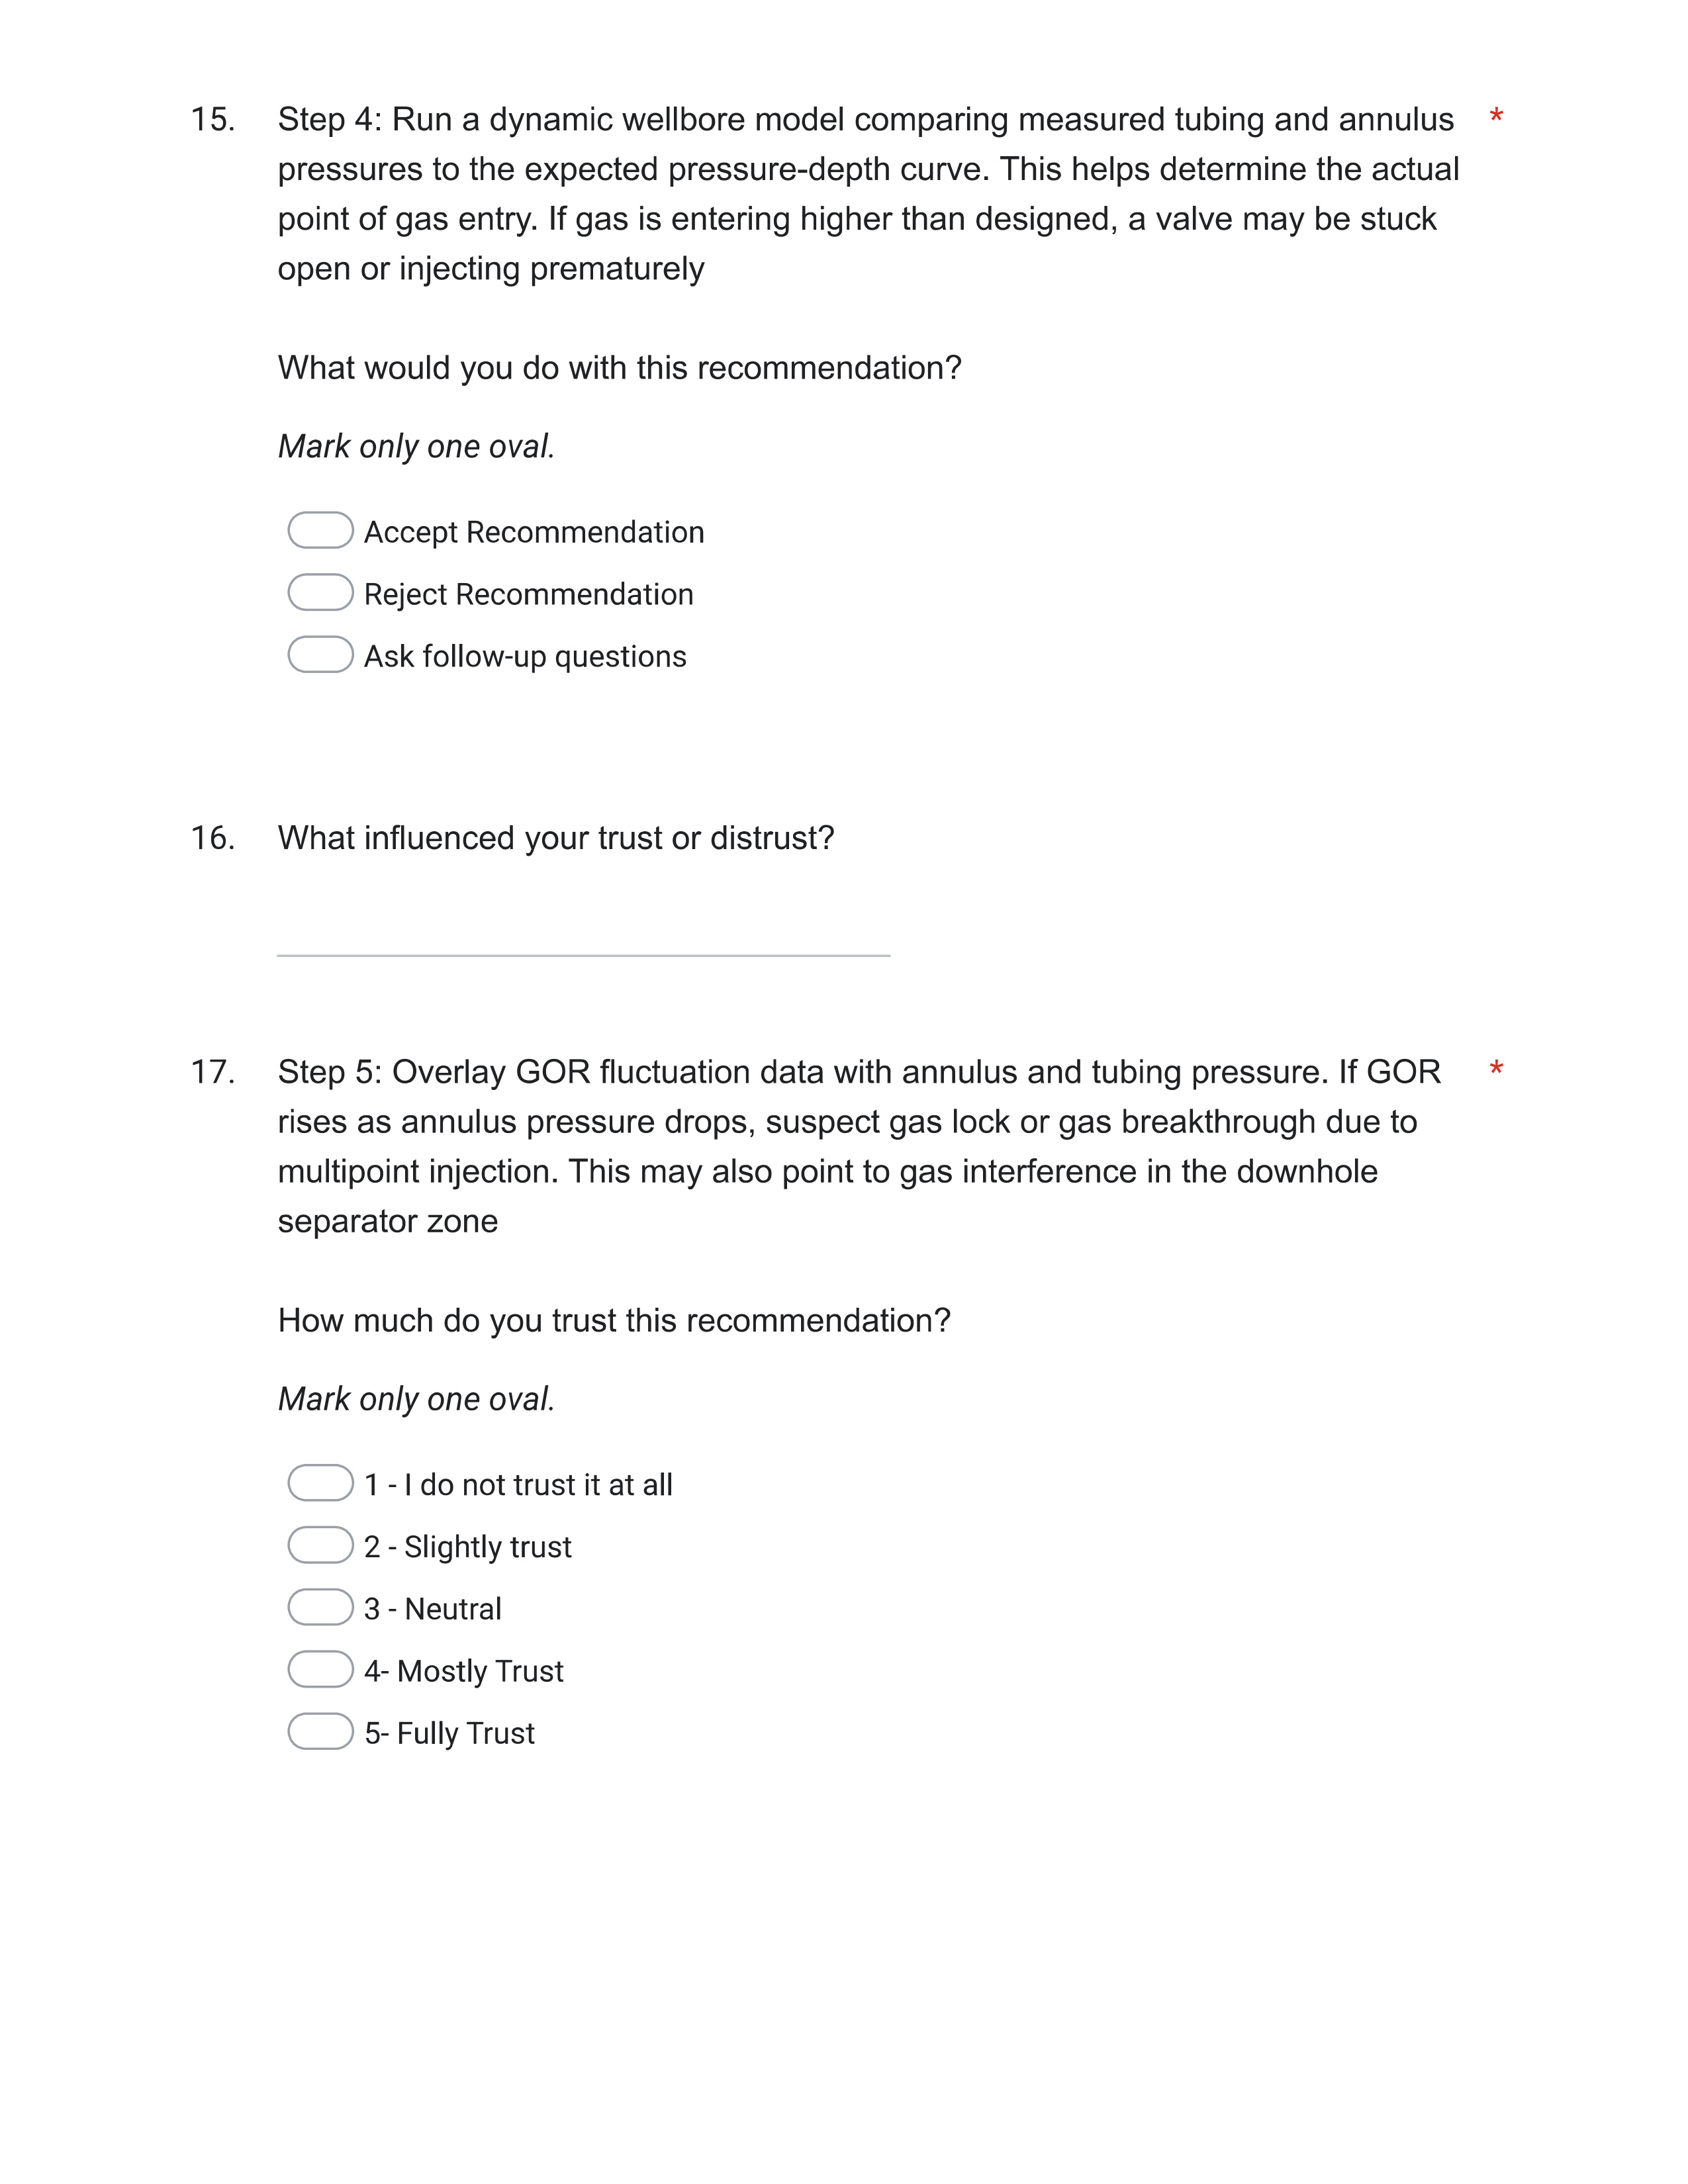 15. Step 4: Run a dynamic wellbore model comparing measured tubing and annulus *
pressures to the expected pressure-depth curve. This helps determine the actual
point of gas entry. If gas is entering higher than designed, a valve may be stuck
open or injecting prematurely
What would you do with this recommendation?
Mark only one oval.
Accept Recommendation
Reject Recommendation
Ask follow-up questions
16. What influenced your trust or distrust?
17. Step 5: Overlay GOR fluctuation data with annulus and tubing pressure. If GOR *
rises as annulus pressure drops, suspect gas lock or gas breakthrough due to
multipoint injection. This may also point to gas interference in the downhole
separator zone
How much do you trust this recommendation?
Mark only one oval.
1 - I do not trust it at all
2 - Slightly trust
3 - Neutral
4- Mostly Trust
5- Fully Trust